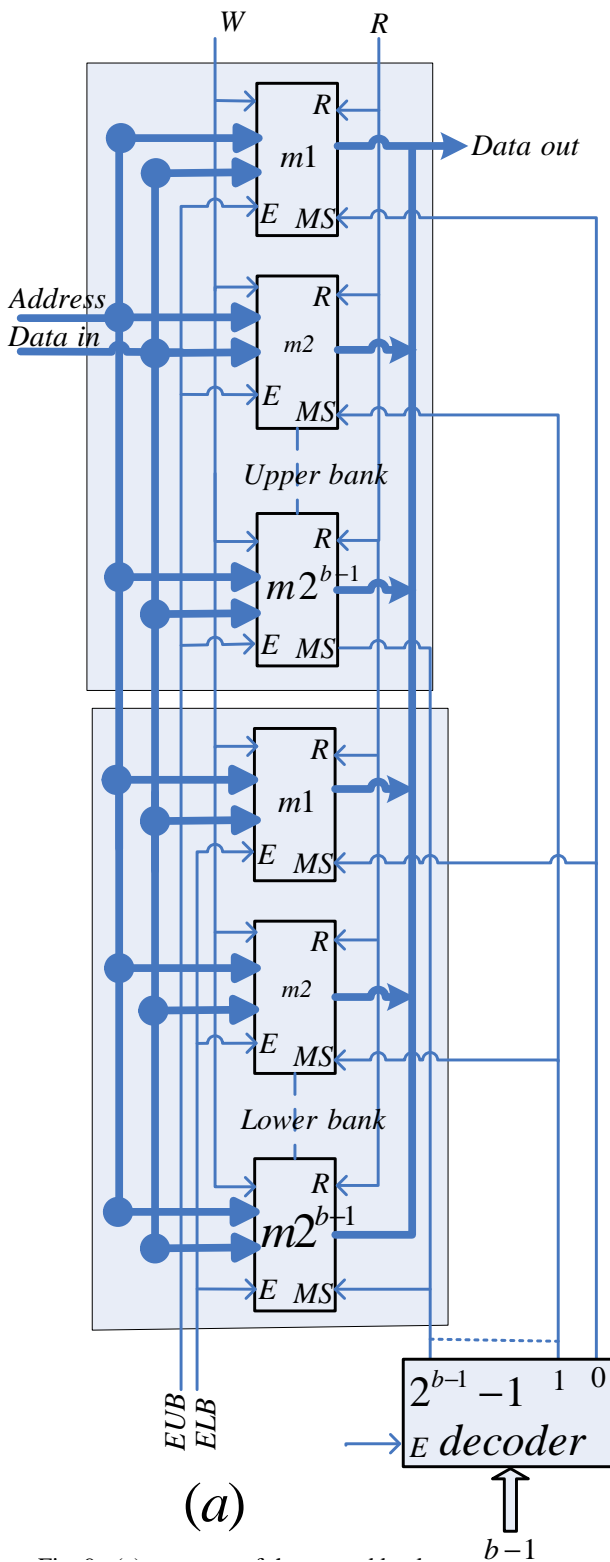 W R
R
m1
Data out
E MS
Address
Data in
R
m2
E
MS
Upper bank
R
m2^{b-1}
E MS
R
m1
E
MS
R
m2
E
MS
Lower bank
R
m2^{b-1}
E MS
2^{b-1} -1 1 0
E decoder
EUB
ELB
(a)
b-1